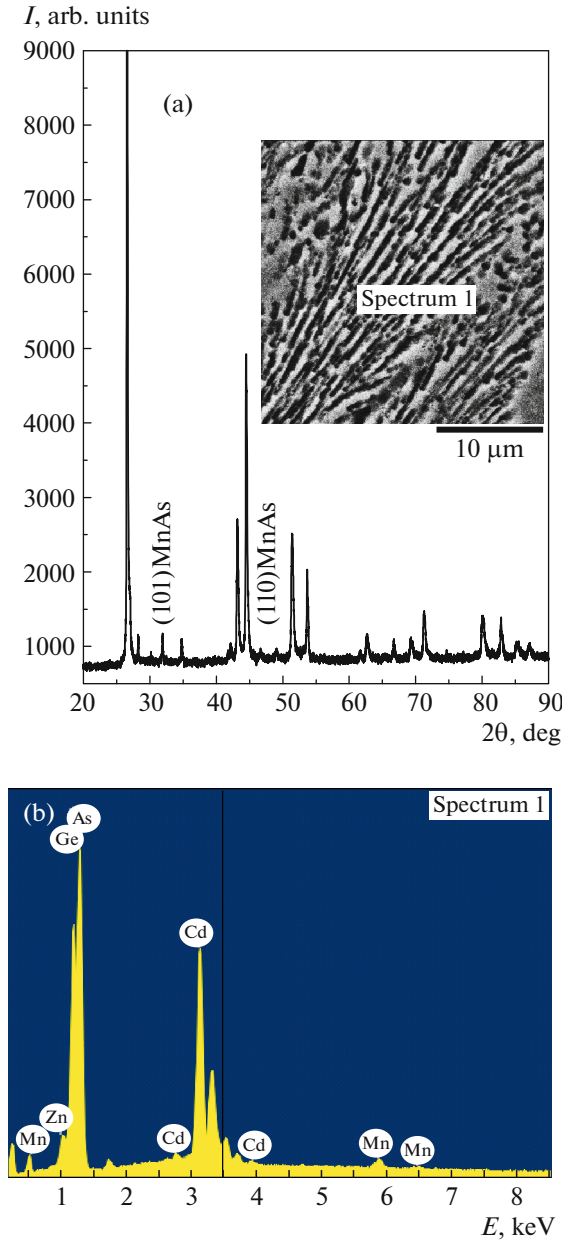 I, arb. units
9000
(a)
8000
7000
6000
Spectrum 1
5000
4000
10 μm
3000
(101)MnAs
(110)MnAs
2000
1000
20 30 40 50 60 70 80 90
2θ, deg
(b)
Spectrum 1
As
Ge
Cd
Zn
Mn
Cd
Cd
Mn
Mn
1 2 3 4 5 6 7 8
E, keV